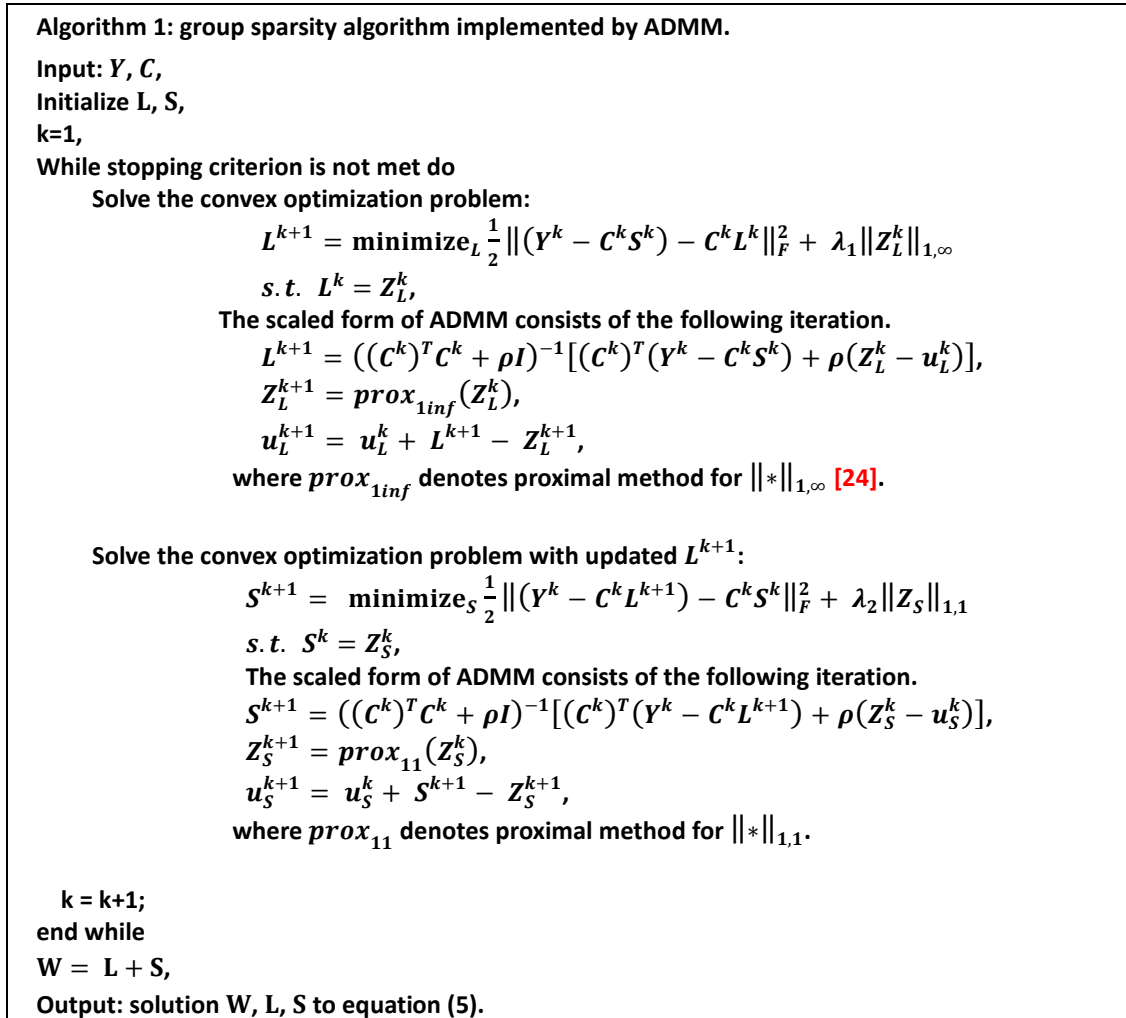 Algorithm 1: group sparsity algorithm implemented by ADMM.
Input: Y, C,
Initialize L, S,
k=1,
While stopping criterion is not met do
Solve the convex optimization problem:
L^{k+1} = minimize_L \frac{1}{2} ‖(Y^k − C^k S^k) − C^k L^k‖_F^2 + λ_1‖Z_L^k‖_{1,∞}
s.t. L^k = Z_L^k,
The scaled form of ADMM consists of the following iteration.
L^{k+1} = ((C^k)^T C^k + ρI)^{−1}[(C^k)^T(Y^k − C^k S^k) + ρ(Z_L^k − u_L^k)],
Z_L^{k+1} = prox_{1inf}(Z_L^k),
u_L^{k+1} = u_L^k + L^{k+1} − Z_L^{k+1},
where prox_{1inf} denotes proximal method for ‖∗‖_{1,∞} [24].
Solve the convex optimization problem with updated L^{k+1}:
S^{k+1} = minimize_S \frac{1}{2} ‖(Y^k − C^k L^{k+1}) − C^k S^k‖_F^2 + λ_2‖Z_S‖_{1,1}
s.t. S^k = Z_S^k,
The scaled form of ADMM consists of the following iteration.
S^{k+1} = ((C^k)^T C^k + ρI)^{−1}[(C^k)^T(Y^k − C^k L^{k+1}) + ρ(Z_S^k − u_S^k)],
Z_S^{k+1} = prox_{11}(Z_S^k),
u_S^{k+1} = u_S^k + S^{k+1} − Z_S^{k+1},
where prox_{11} denotes proximal method for ‖∗‖_{1,1}.
k = k+1;
end while
W = L + S,
Output: solution W, L, S to equation (5).